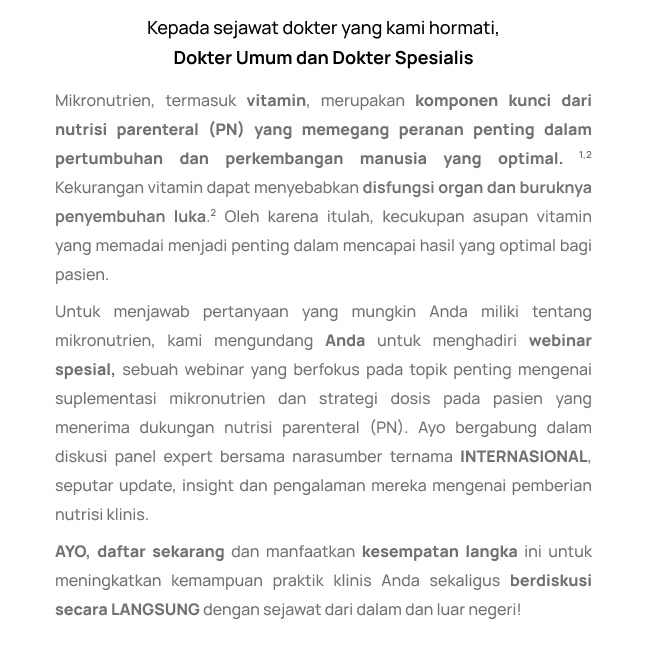 Kepada sejawat dokter yang kami hormati,
Dokter Umum dan Dokter Spesialis
Mikronutrien, termasuk vitamin, merupakan komponen kunci dari
nutrisi parenteral (PN) yang memegang peranan penting dalam
pertumbuhan dan perkembangan manusia yang optimal. 1,2
Kekurangan vitamin dapat menyebabkan disfungsi organ dan buruknya
penyembuhan luka.2 Oleh karena itulah, kecukupan asupan vitamin
yang memadai menjadi penting dalam mencapai hasil yang optimal bagi
pasien.
Untuk menjawab pertanyaan yang mungkin Anda miliki tentang
mikronutrien, kami mengundang Anda untuk menghadiri webinar
spesial, sebuah webinar yang berfokus pada topik penting mengenai
suplementasi mikronutrien dan strategi dosis pada pasien yang
menerima dukungan nutrisi parenteral (PN). Ayo bergabung dalam
diskusi panel expert bersama narasumber ternama INTERNASIONAL,
seputar update, insight dan pengalaman mereka mengenai pemberian
nutrisi klinis.
AYO, daftar sekarang dan manfaatkan kesempatan langka ini untuk
meningkatkan kemampuan praktik klinis Anda sekaligus berdiskusi
secara LANGSUNG dengan sejawat dari dalam dan luar negeri!